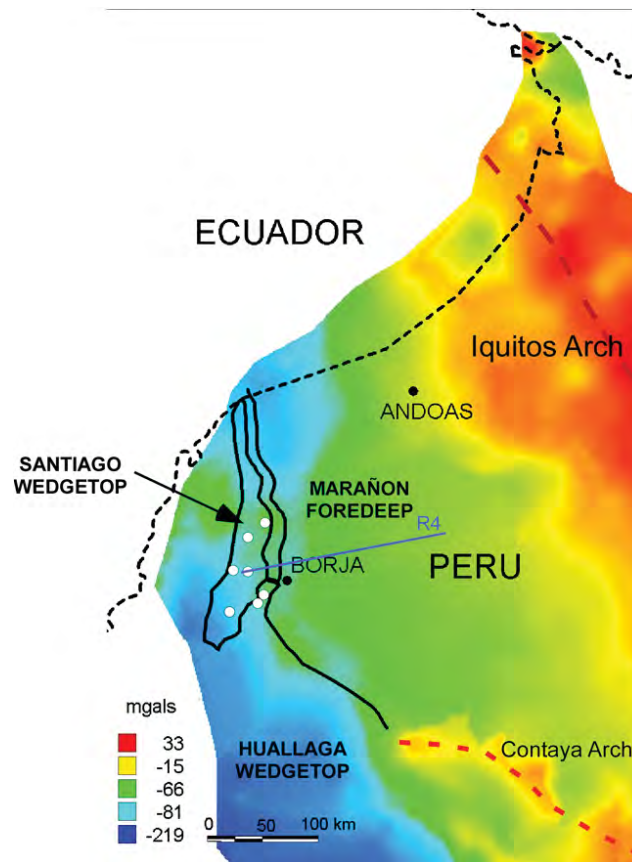 ECUADOR
Iquitos Arch
ANDOAS
SANTIAGO
WEDGETOP
MARAÑON
FOREDEEP
R4
BORJA
PERU
mgals
33
-15
-66
-81
-219
HUALLAGA
WEDGETOP
Contaya Arch
0 50 100 km